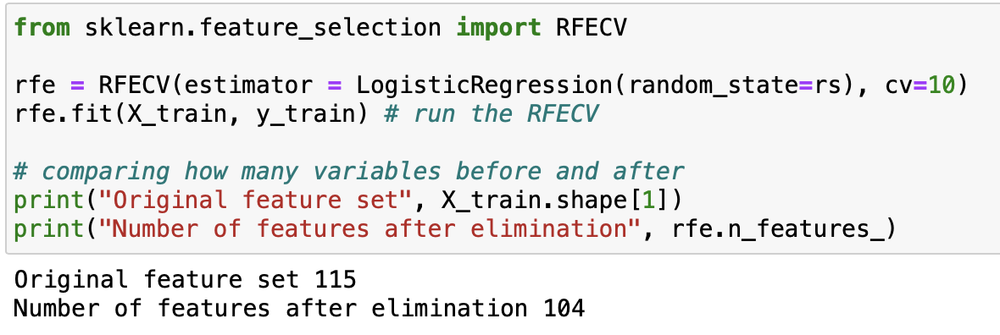 from sklearn.feature_selection import RFECV
rfe = RFECV(estimator = LogisticRegression(random_state=rs), cv=10)
rfe.fit(X_train, y_train) # run the RFECV
# comparing how many variables before and after
print("Original feature set", X_train.shape[1])
print("Number of features after elimination", rfe.n_features_)
Original feature set 115
Number of features after elimination 104